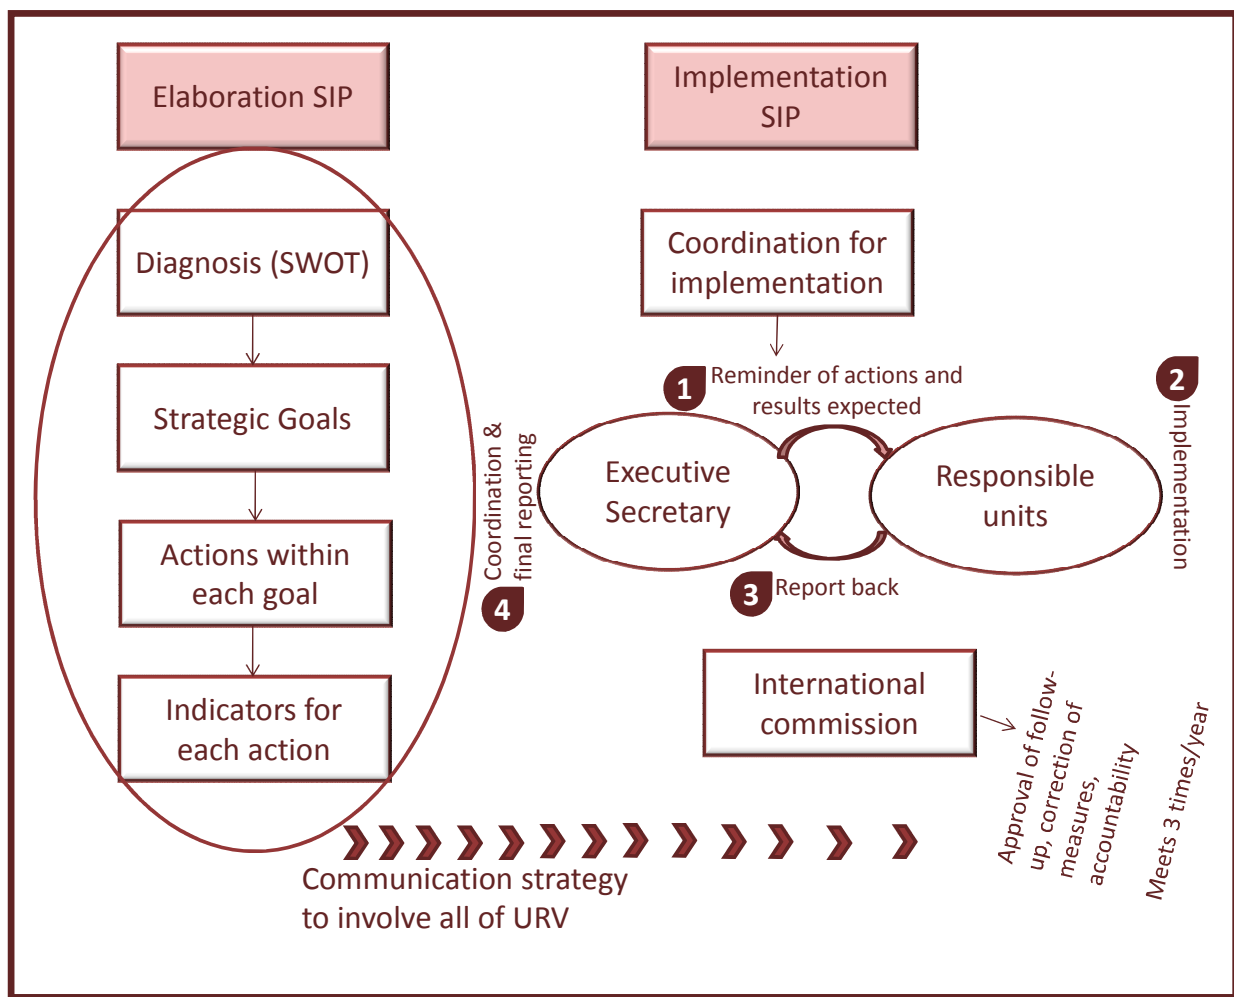 Elaboration SIP
Diagnosis (SWOT)
Strategic Goals
Actions within
each goal
Indicators for
each action
Implementation
SIP
Coordination for
implementation
1
Reminder of actions and
results expected
2
Implementation
Executive
Secretary
Responsible
units
3
Report back
4
Coordination &
final reporting
International
commission
Approval of follow-
up, correction of
measures,
accountability
Meets 3 times/year
Communication strategy
to involve all of URV